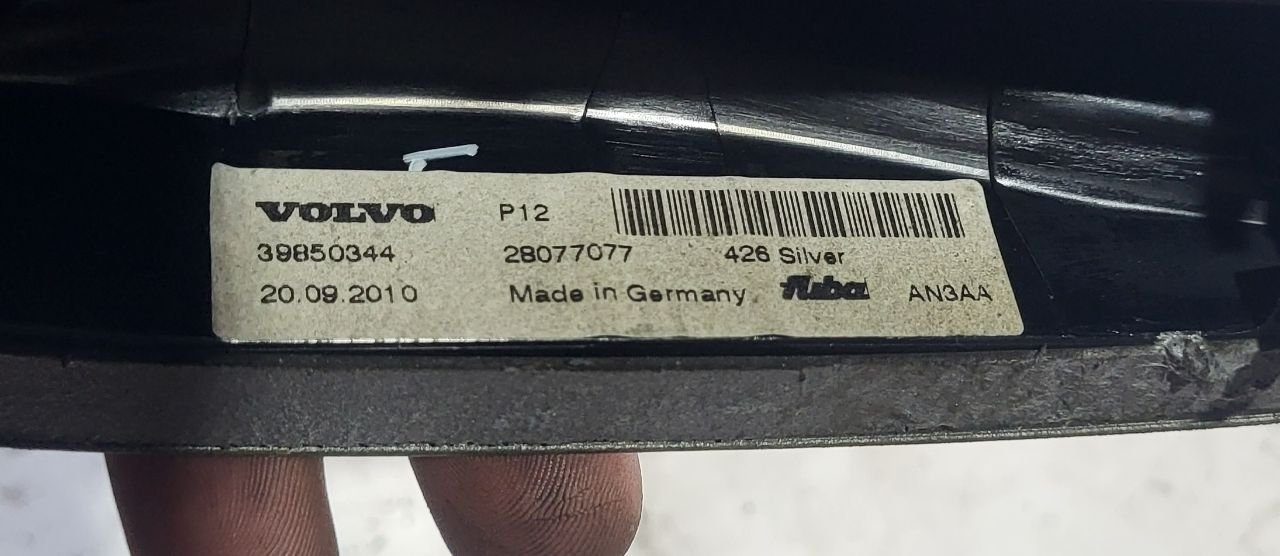 VOLVO P12
39850344 28077077 426 Silver
20.09.2010 Made in Germany fuba AN3AA